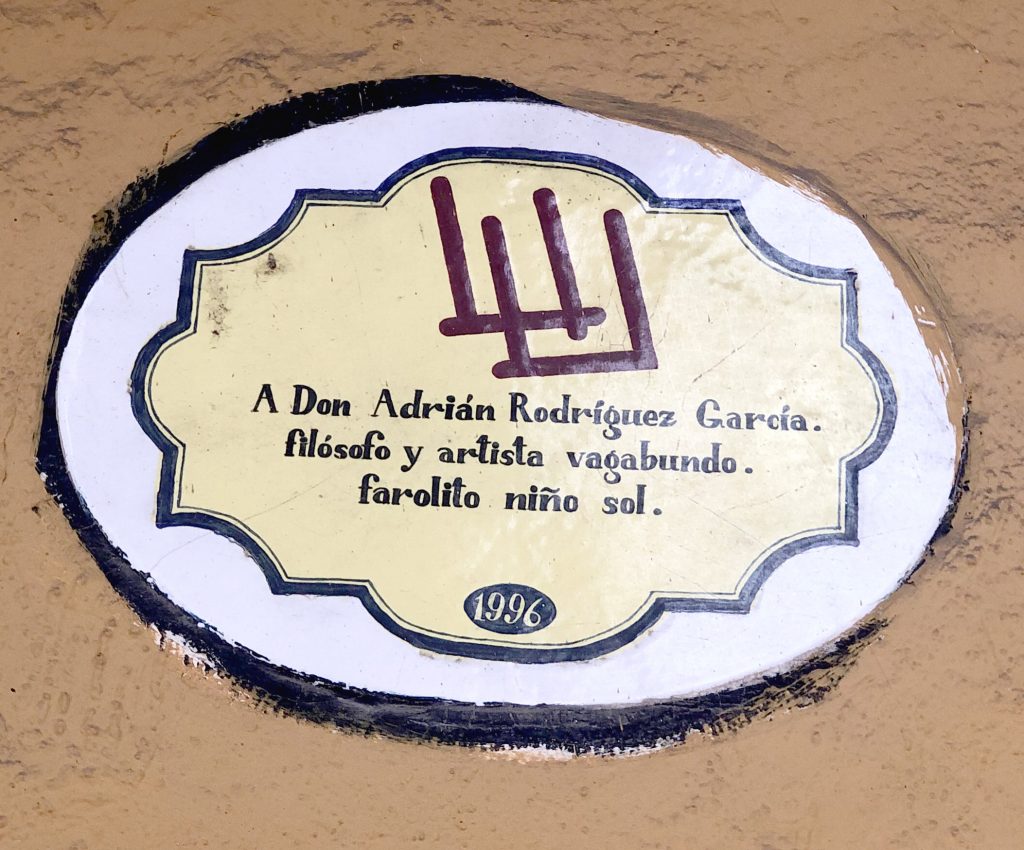 A Don Adrián Rodríguez García.
filósofo y artista vagabundo.
farolito niño sol.
1996